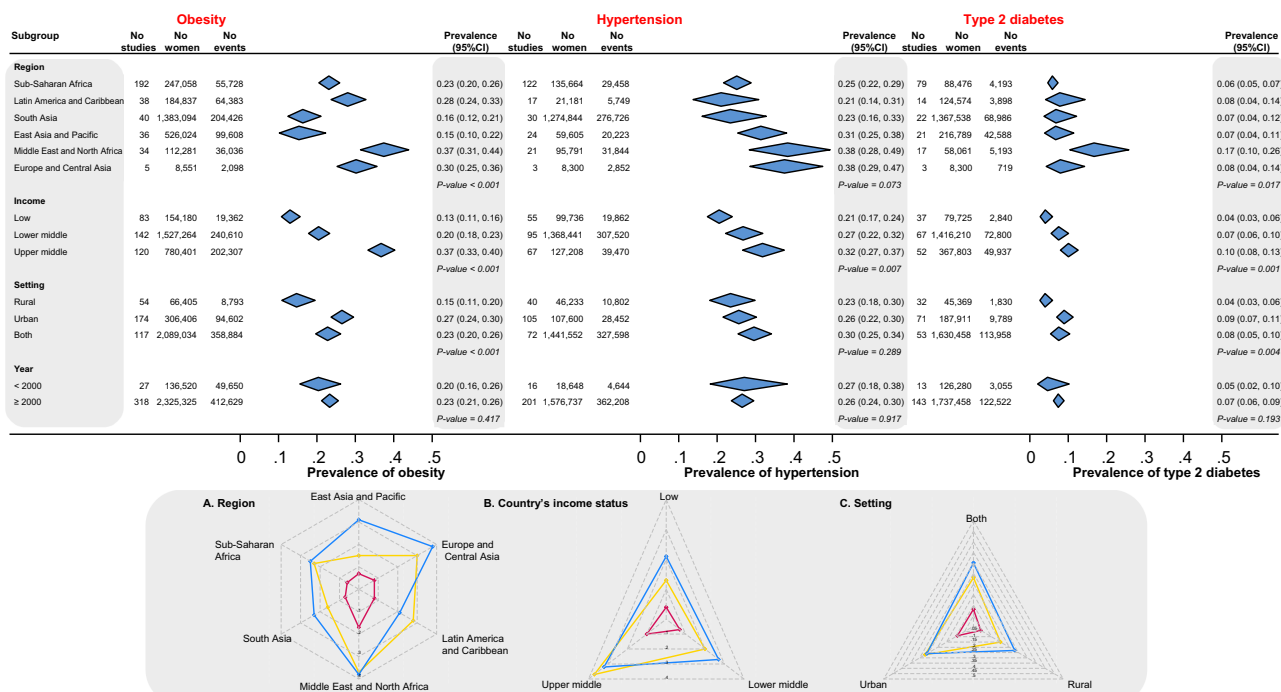 Obesity Hypertension Type 2 diabetes
Subgroup No studies No women No events Prevalence (95%CI) No studies No women No events Prevalence (95%CI) No studies No women No events Prevalence (95%CI)
Region
Sub-Saharan Africa 192 247,058 55,728 0.23 (0.20, 0.26) 122 135,664 29,458 0.25 (0.22, 0.29) 79 88,476 4,193 0.06 (0.05, 0.07)
Latin America and Caribbean 38 184,837 64,383 0.28 (0.24, 0.33) 17 21,181 5,749 0.21 (0.14, 0.31) 14 124,574 3,898 0.08 (0.04, 0.14)
South Asia 40 1,383,094 204,426 0.16 (0.12, 0.21) 30 1,274,844 276,726 0.23 (0.16, 0.33) 22 1,367,538 68,986 0.07 (0.04, 0.12)
East Asia and Pacific 36 526,024 99,608 0.15 (0.10, 0.22) 24 59,605 20,223 0.31 (0.25, 0.38) 21 216,789 42,588 0.07 (0.04, 0.11)
Middle East and North Africa 34 112,281 36,036 0.37 (0.31, 0.44) 21 95,791 31,844 0.38 (0.28, 0.49) 17 58,061 5,193 0.17 (0.10, 0.26)
Europe and Central Asia 5 8,551 2,098 0.30 (0.25, 0.36) 3 8,300 2,852 0.38 (0.29, 0.47) 3 8,300 719 0.08 (0.04, 0.14)
P-value < 0.001 P-value = 0.073 P-value = 0.017
Income
Low 83 154,180 19,362 0.13 (0.11, 0.16) 55 99,736 19,862 0.21 (0.17, 0.24) 37 79,725 2,840 0.04 (0.03, 0.06)
Lower middle 142 1,527,264 240,610 0.20 (0.18, 0.23) 95 1,368,441 307,520 0.27 (0.22, 0.32) 67 1,416,210 72,800 0.07 (0.06, 0.10)
Upper middle 120 780,401 202,307 0.37 (0.33, 0.40) 67 127,208 39,470 0.32 (0.27, 0.37) 52 367,803 49,937 0.10 (0.08, 0.13)
P-value < 0.001 P-value = 0.007 P-value = 0.001
Setting
Rural 54 66,405 8,793 0.15 (0.11, 0.20) 40 46,233 10,802 0.23 (0.18, 0.30) 32 45,369 1,830 0.04 (0.03, 0.06)
Urban 174 306,406 94,602 0.27 (0.24, 0.30) 105 107,600 28,452 0.26 (0.22, 0.30) 71 187,911 9,789 0.09 (0.07, 0.11)
Both 117 2,089,034 358,884 0.23 (0.20, 0.26) 72 1,441,552 327,598 0.30 (0.25, 0.34) 53 1,630,458 113,958 0.08 (0.05, 0.10)
P-value < 0.001 P-value = 0.289 P-value = 0.004
Year
< 2000 27 136,520 49,650 0.20 (0.16, 0.26) 16 18,648 4,644 0.27 (0.18, 0.38) 13 126,280 3,055 0.05 (0.02, 0.10)
≥ 2000 318 2,325,325 412,629 0.23 (0.21, 0.26) 201 1,576,737 362,208 0.26 (0.24, 0.30) 143 1,737,458 122,522 0.07 (0.06, 0.09)
P-value = 0.417 P-value = 0.917 P-value = 0.193
0 .1 .2 .3 .4 .5 0 .1 .2 .3 .4 .5 0 .1 .2 .3 .4 .5
Prevalence of obesity Prevalence of hypertension Prevalence of type 2 diabetes
A. Region B. Country's income status C. Setting
East Asia and Pacific
Europe and Central Asia
Latin America and Caribbean
Middle East and North Africa
South Asia
Sub-Saharan Africa
Low
Upper middle Lower middle
Both
Urban Rural